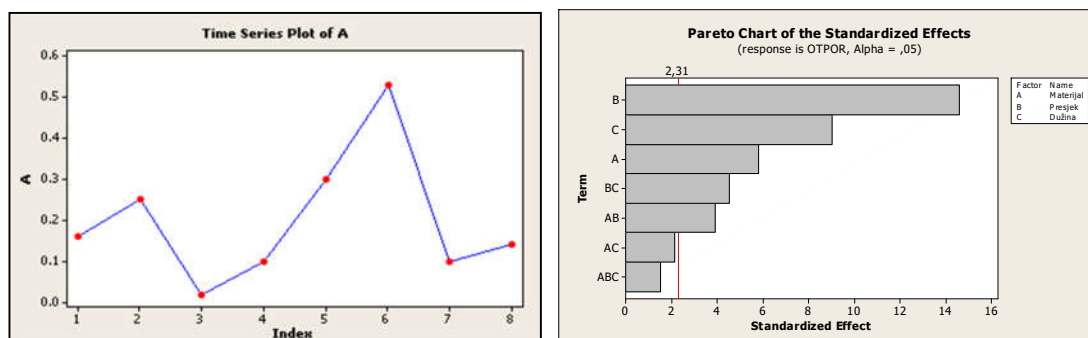 Time Series Plot of A
0.6
0.5
0.4
0.3
0.2
0.1
0.0
A
1 2 3 4 5 6 7 8
Index
Pareto Chart of the Standardized Effects
(response is OTPOR, Alpha = ,05)
2,31
Term
B
C
A
BC
AB
AC
ABC
0 2 4 6 8 10 12 14 16
Standardized Effect
Factor Name
A Materijal
B Presjek
C Dužina